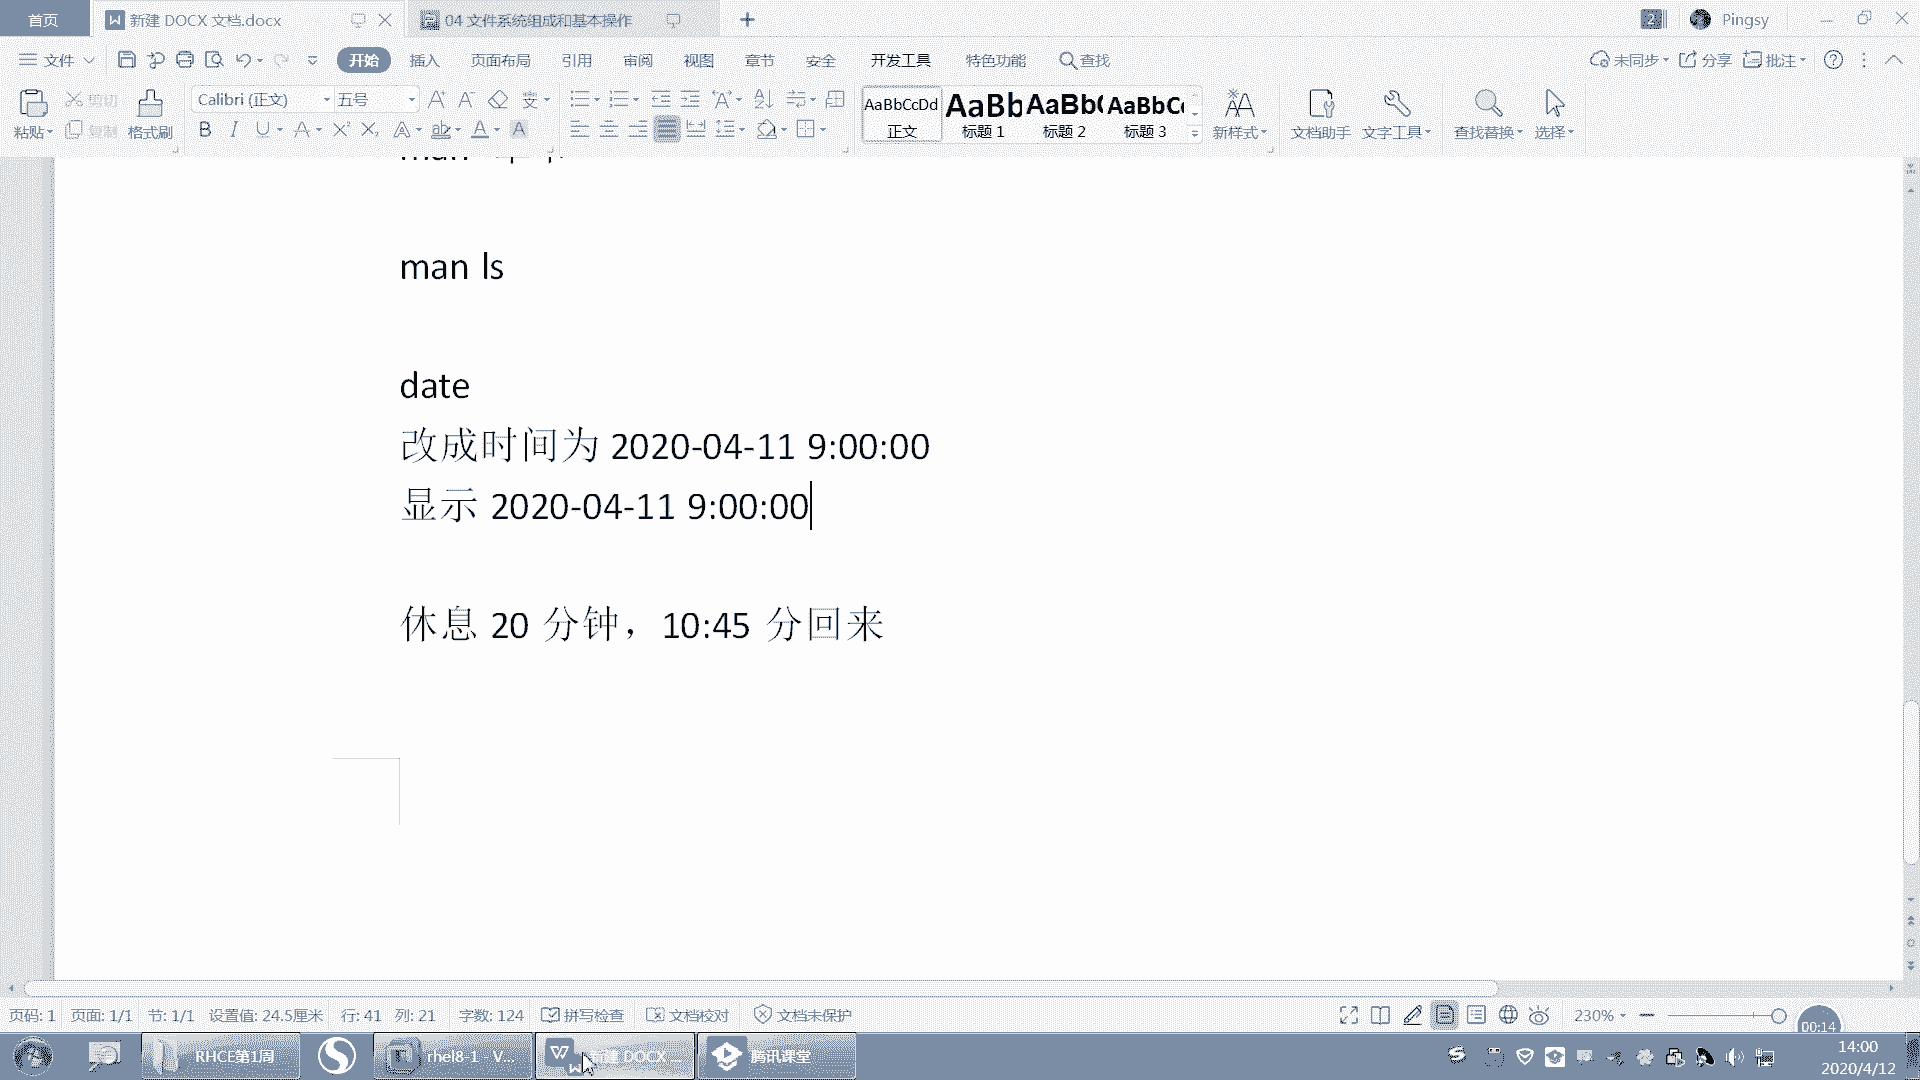 首页
新建 DOCX 文档.docx
04 文件系统组成和基本操作
2
Pingsy
文件
开始
插入
页面布局
引用
审阅
视图
章节
安全
开发工具
特色功能
查找
未同步
分享
批注
粘贴
剪切
复制
格式刷
Calibri (正文)
五号
AaBbCcDd
正文
AaBb
标题 1
AaBb(
标题 2
AaBbC
标题 3
新样式
文档助手
文字工具
查找替换
选择
man ls
date
改成时间为 2020-04-11 9:00:00
显示 2020-04-11 9:00:00
休息 20 分钟，10:45 分回来
页码: 1
页面: 1/1
节: 1/1
设置值: 24.5厘米
行: 41
列: 21
字数: 124
拼写检查
文档校对
文档未保护
230%
00:14
RHCE第1周
rhel8-1 - V...
新建 DOCX ...
腾讯课堂
14:00
2020/4/12